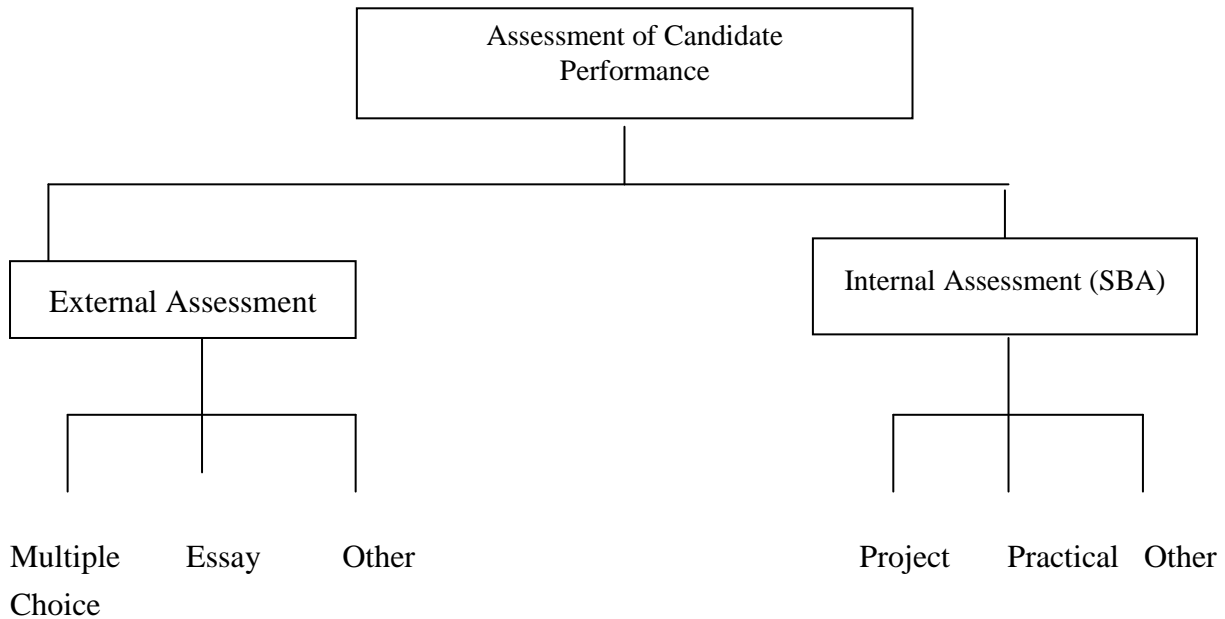 Assessment of Candidate
Performance
External Assessment
Internal Assessment (SBA)
Multiple Choice
Essay
Other
Project
Practical
Other